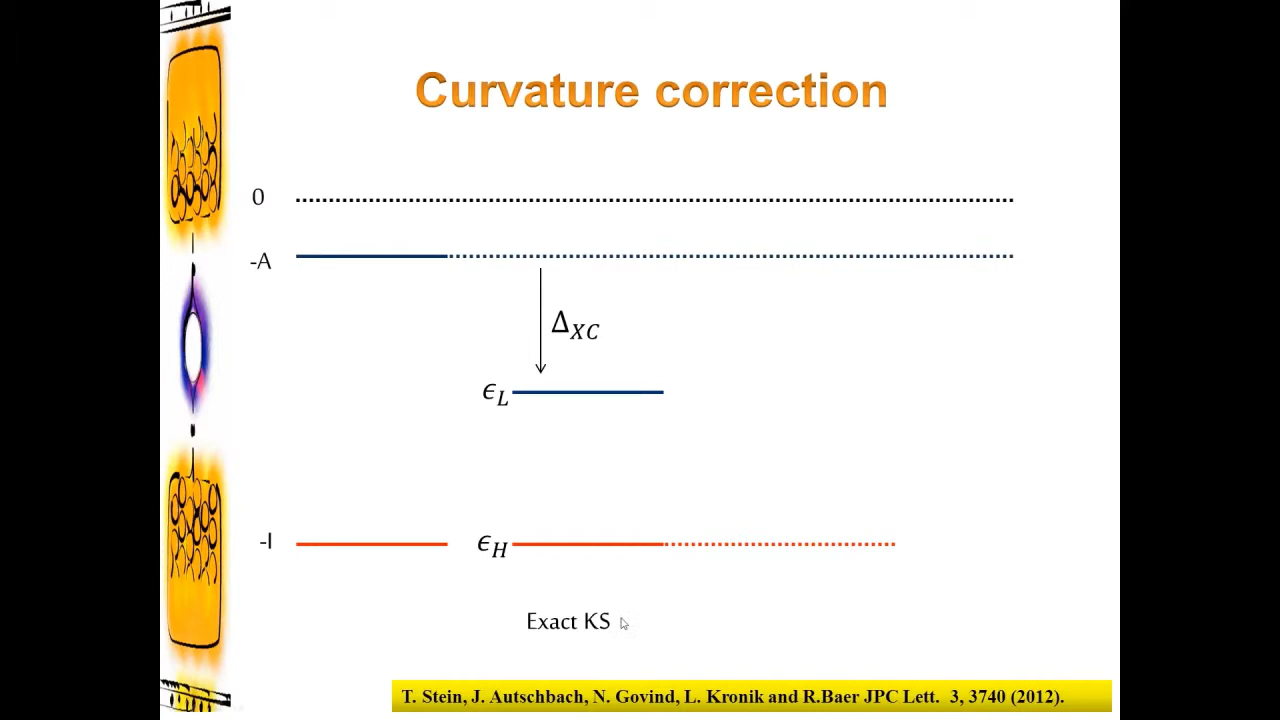 Curvature correction
0
-A
Δ_XC
ϵ_L
-I
ϵ_H
Exact KS
T. Stein, J. Autschbach, N. Govind, L. Kronik and R.Baer JPC Lett. 3, 3740 (2012).